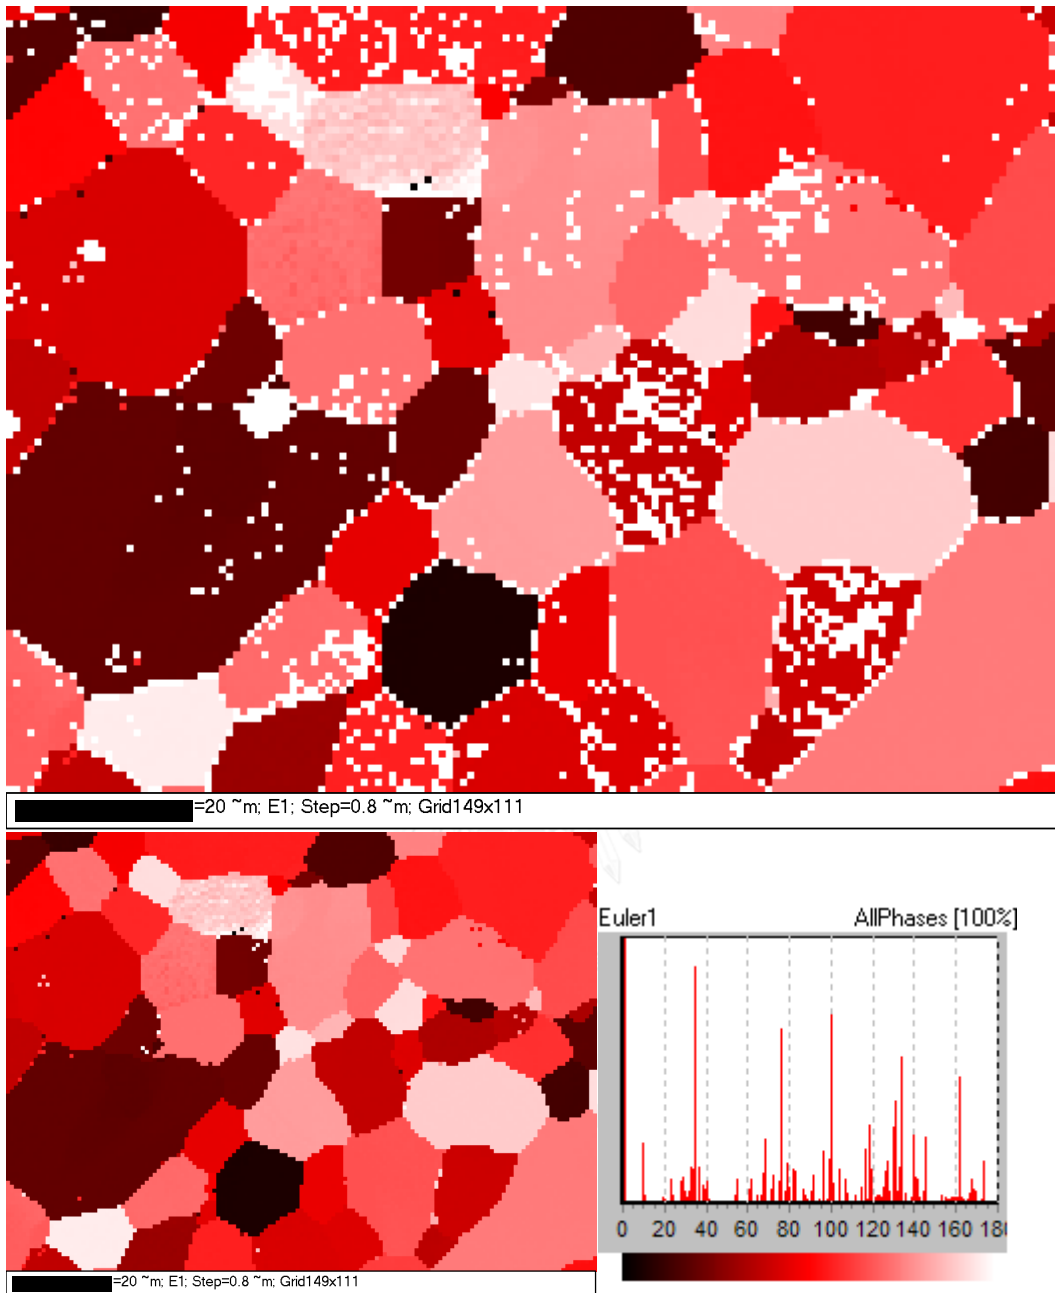 =20 ~m; E1; Step=0.8 ~m; Grid149x111
Euler1 AllPhases [100%]
0 20 40 60 80 100 120 140 160 180
=20 ~m; E1; Step=0.8 ~m; Grid149x111